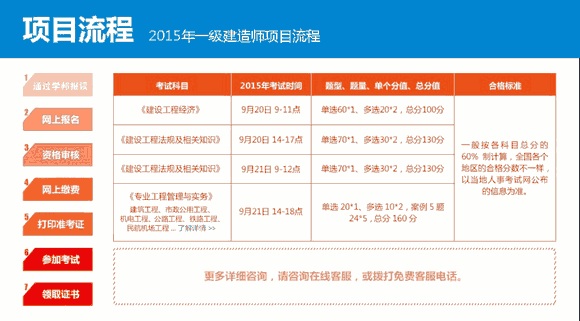 项目流程 2015年一级建造师项目流程
1
通过学邦报读
2
网上报名
3
资格审核
4
网上缴费
5
打印准考证
6
参加考试
7
领取证书
考试科目 2015年考试时间 题型、题量、单个分值、总分值 合格标准
《建设工程经济》 9月20日 9-11点 单选60*1、多选20*2，总分100分
《建设工程法规及相关知识》 9月20日 14-17点 单选70*1、多选30*2，总分130分
《建设工程法规及相关知识》 9月21日 9-12点 单选70*1、多选30*2，总分130分
《专业工程管理与实务》
建筑工程、市政公用工程、
机电工程、公路工程、铁路工程、
民航机场工程 ... 了解详情 >>
9月21日 14-18点
单选 20*1、多选 10*2，案例 5 题
24*5 , 总分 160 分
一般按各科目总分的
60% 制计算，全国各个
地区的合格分数不一样，
以当地人事考试网公布
的信息为准。
更多详细咨询，请咨询在线客服，或拨打免费客服电话。